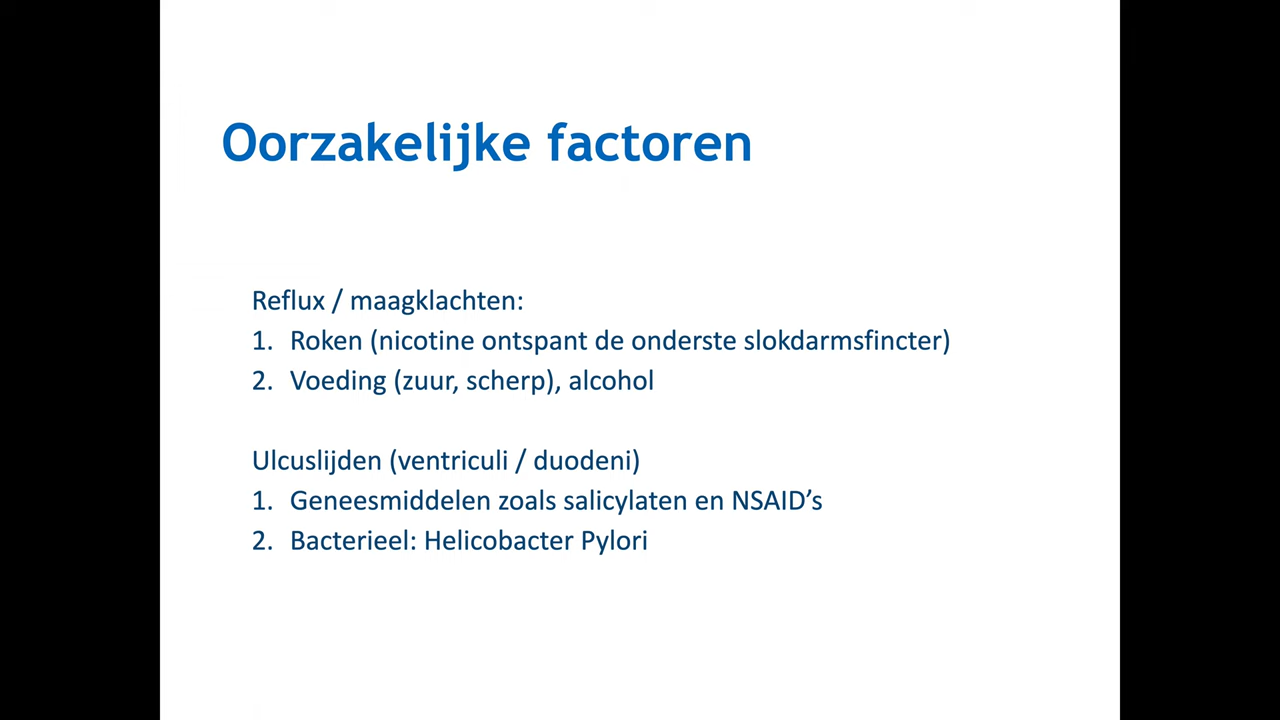 Oorzakelijke factoren
Reflux / maagklachten:
1. Roken (nicotine ontspant de onderste slokdarmsfincter)
2. Voeding (zuur, scherp), alcohol
Ulcuslijden (ventriculi / duodeni)
1. Geneesmiddelen zoals salicylaten en NSAID’s
2. Bacterieel: Helicobacter Pylori